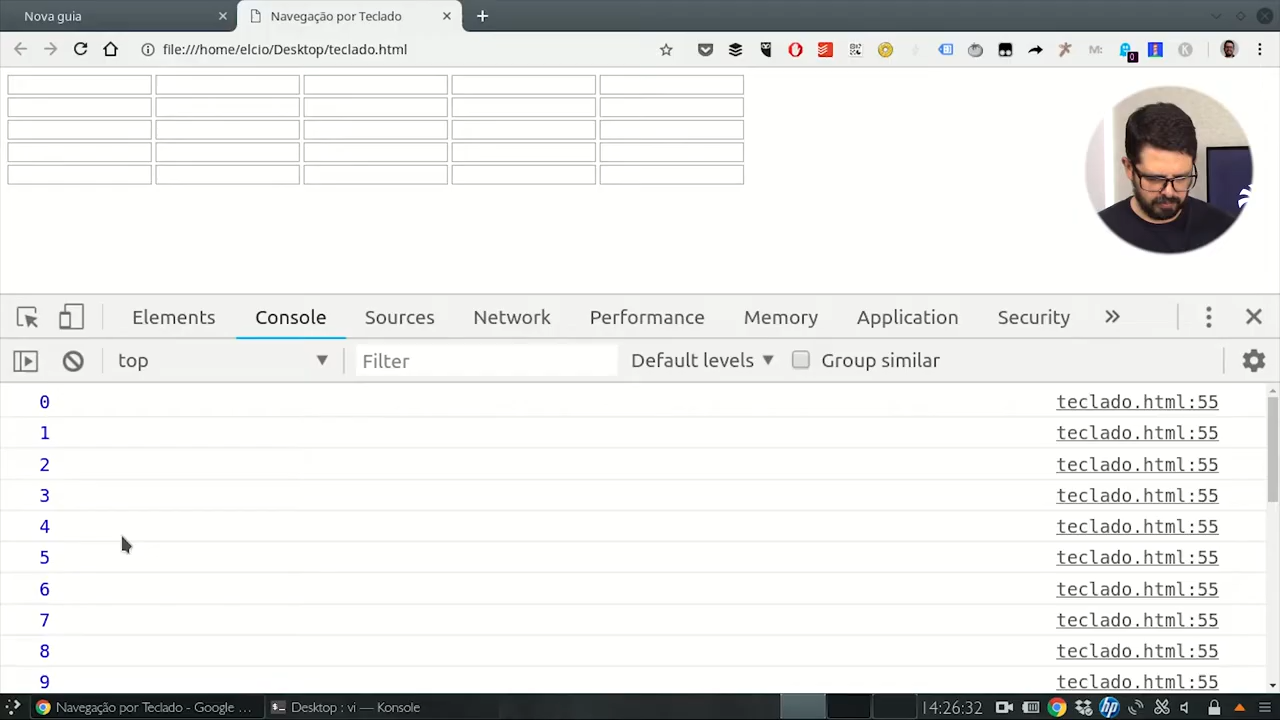 Nova guia
Navegação por Teclado
file:///home/elcio/Desktop/teclado.html
M:
0
K
Elements Console Sources Network Performance Memory Application Security
top Filter Default levels Group similar
0 teclado.html:55
1 teclado.html:55
2 teclado.html:55
3 teclado.html:55
4 teclado.html:55
5 teclado.html:55
6 teclado.html:55
7 teclado.html:55
8 teclado.html:55
9 teclado.html:55
Navegação por Teclado - Google ... Desktop : vi — Konsole 14:26:32